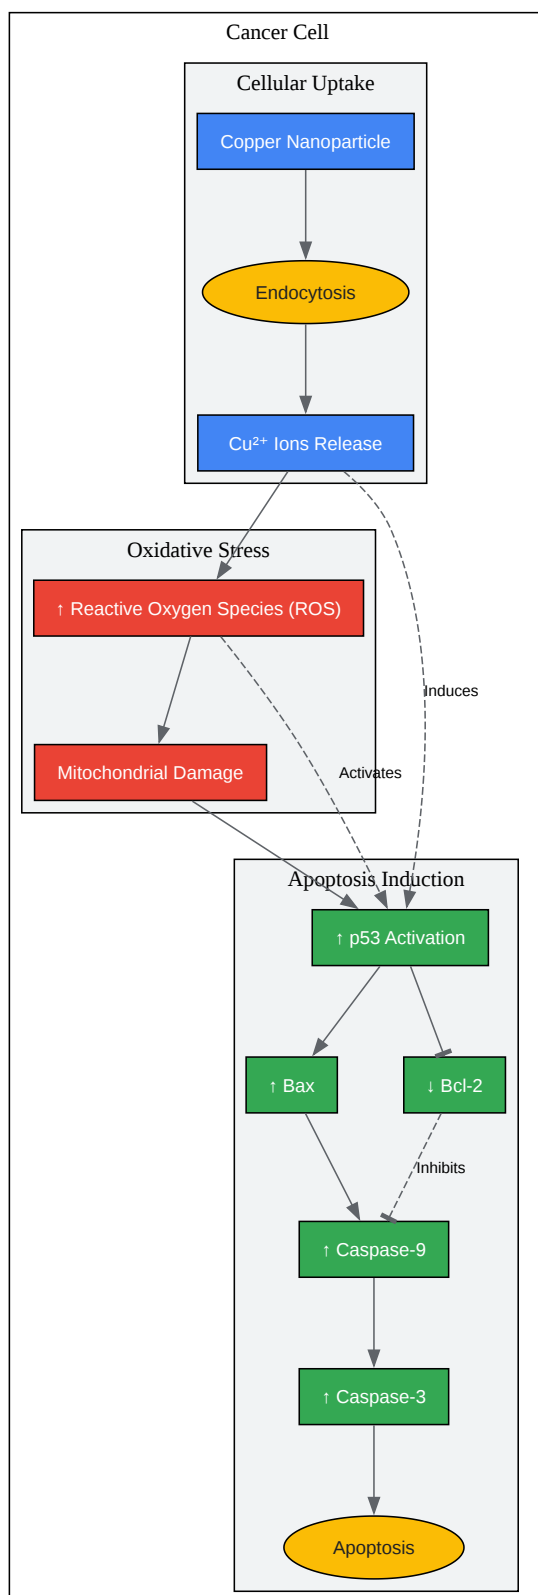 Cancer Cell
Cellular Uptake
Copper Nanoparticle
Endocytosis
Cu²⁺ Ions Release
Oxidative Stress
↑ Reactive Oxygen Species (ROS)
Induces
Mitochondrial Damage
Activates
Apoptosis Induction
↑ p53 Activation
↑ Bax
↓ Bcl-2
Inhibits
↑ Caspase-9
↑ Caspase-3
Apoptosis